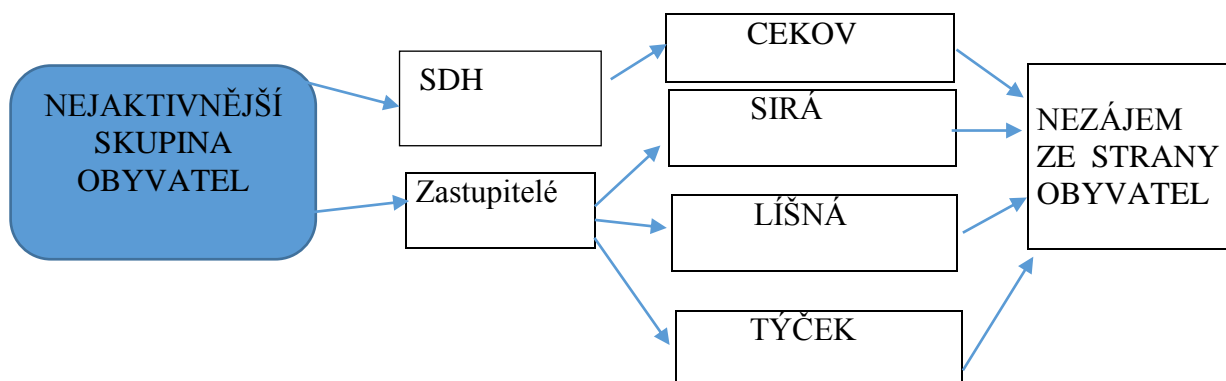 NEJAKTIVNĚJŠÍ
SKUPINA
OBYVATEL
SDH
Zastupitelé
CEKOV
SIRÁ
LÍŠNÁ
TÝČEK
NEZÁJEM
ZE STRANY
OBYVATEL